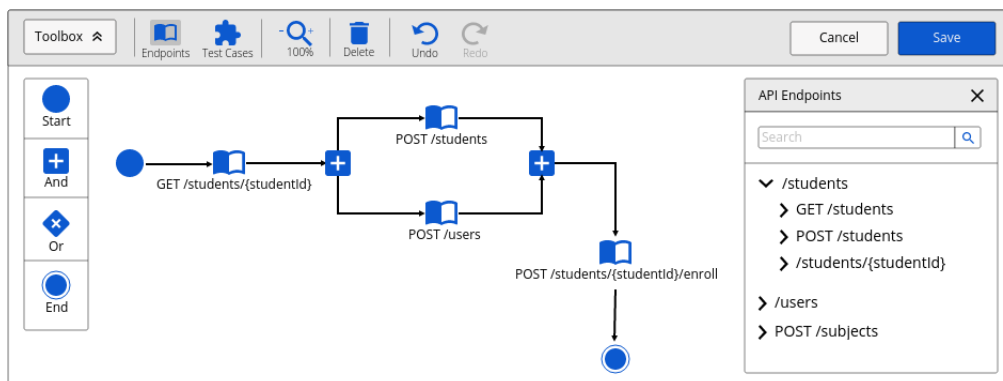 Toolbox
Endpoints
Test Cases
100%
Delete
Undo
Redo
Cancel
Save
Start
And
Or
End
GET /students/{studentId}
POST /students
POST /users
POST /students/{studentId}/enroll
API Endpoints
Search
/students
GET /students
POST /students
/students/{studentId}
/users
POST /subjects